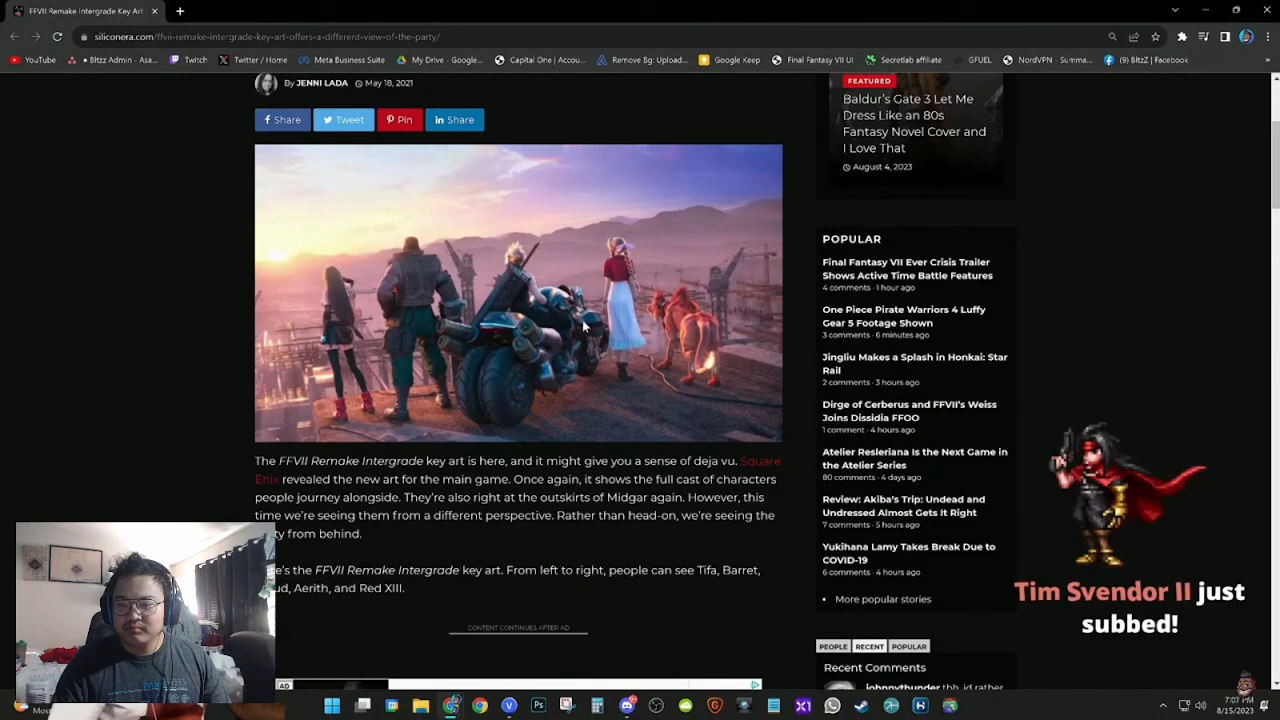 FFVII Remake Intergrade Key Art
siliconera.com/ffvii-remake-intergrade-key-art-offers-a-different-view-of-the-party/
YouTube
Bltzz Admin - Asa...
Twitch
Twitter / Home
Meta Business Suite
My Drive - Google...
Capital One | Accou...
Remove Bg: Upload...
Google Keep
Final Fantasy VII UI
Secretlab affiliate
GFUEL
NordVPN - Summa...
(9) BltzZ | Facebook
By JENNI LADA May 18, 2021
Share
Tweet
Pin
Share
The FFVII Remake Intergrade key art is here, and it might give you a sense of deja vu. Square
Enix revealed the new art for the main game. Once again, it shows the full cast of characters
people journey alongside. They're also right at the outskirts of Midgar again. However, this
time we're seeing them from a different perspective. Rather than head-on, we're seeing the
from behind.
the FFVII Remake Intergrade key art. From left to right, people can see Tifa, Barret,
Aerith, and Red XIII.
CONTENT CONTINUES AFTER AD
AD
FEATURED
Baldur's Gate 3 Let Me
Dress Like an 80s
Fantasy Novel Cover and
I Love That
August 4, 2023
POPULAR
Final Fantasy VII Ever Crisis Trailer
Shows Active Time Battle Features
4 comments · 1 hour ago
One Piece Pirate Warriors 4 Luffy
Gear 5 Footage Shown
3 comments · 6 minutes ago
Jingliu Makes a Splash in Honkai: Star
Rail
2 comments · 3 hours ago
Dirge of Cerberus and FFVII's Weiss
Joins Dissidia FFOO
1 comment · 4 hours ago
Atelier Resleriana Is the Next Game in
the Atelier Series
80 comments · 4 days ago
Review: Akiba's Trip: Undead and
Undressed Almost Gets It Right
7 comments · 5 hours ago
Yukihana Lamy Takes Break Due to
COVID-19
6 comments · 4 hours ago
More popular stories
PEOPLE RECENT POPULAR
Recent Comments
johnnythunder tbh, id rather
Tim Svendor II just
subbed!
7:07 PM
8/15/2023